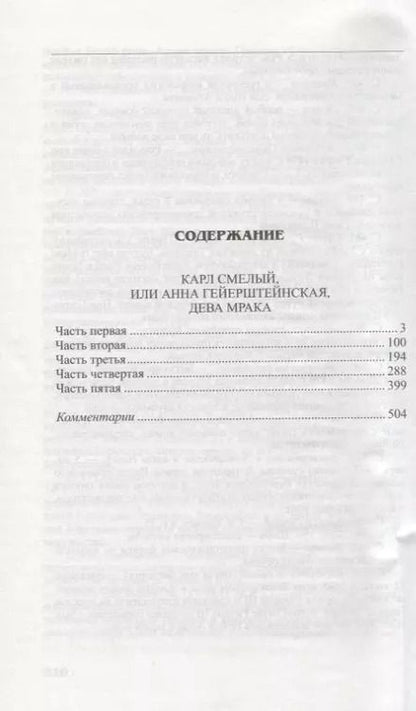 СОДЕРЖАНИЕ
КАРЛ СМЕЛЫЙ,
ИЛИ АННА ГЕЙЕРШТЕЙНСКАЯ,
ДЕВА МРАКА
Часть первая ........ 3
Часть вторая ........ 100
Часть третья ........ 194
Часть четвертая ........ 288
Часть пятая ........ 399
Комментарии ........ 504